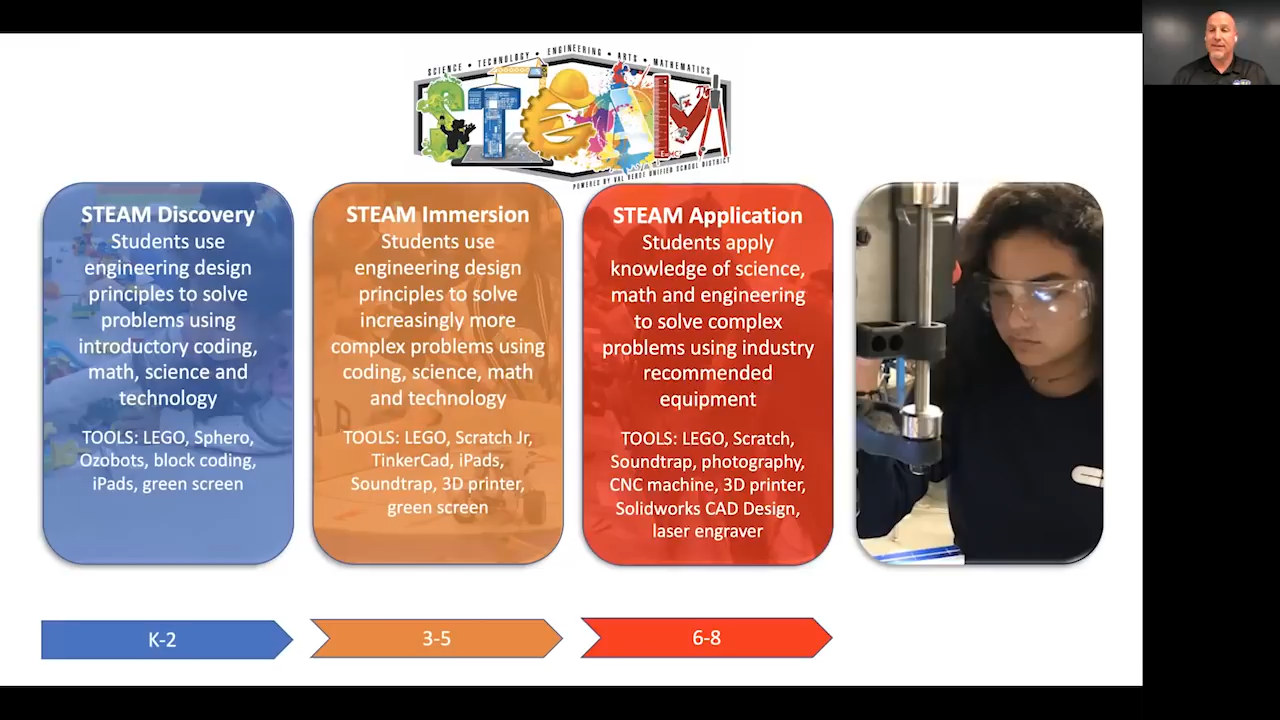 SCIENCE • TECHNOLOGY • ENGINEERING • ARTS • MATHEMATICS
STEAM
POWERED BY VAL VERDE UNIFIED SCHOOL DISTRICT
STEAM Discovery
Students use
engineering design
principles to solve
problems using
introductory coding,
math, science and
technology
TOOLS: LEGO, Sphero,
Ozobots, block coding,
iPads, green screen
STEAM Immersion
Students use
engineering design
principles to solve
increasingly more
complex problems using
coding, science, math
and technology
TOOLS: LEGO, Scratch Jr,
TinkerCad, iPads,
Soundtrap, 3D printer,
green screen
STEAM Application
Students apply
knowledge of science,
math and engineering
to solve complex
problems using industry
recommended
equipment
TOOLS: LEGO, Scratch,
Soundtrap, photography,
CNC machine, 3D printer,
Solidworks CAD Design,
laser engraver
K-2
3-5
6-8